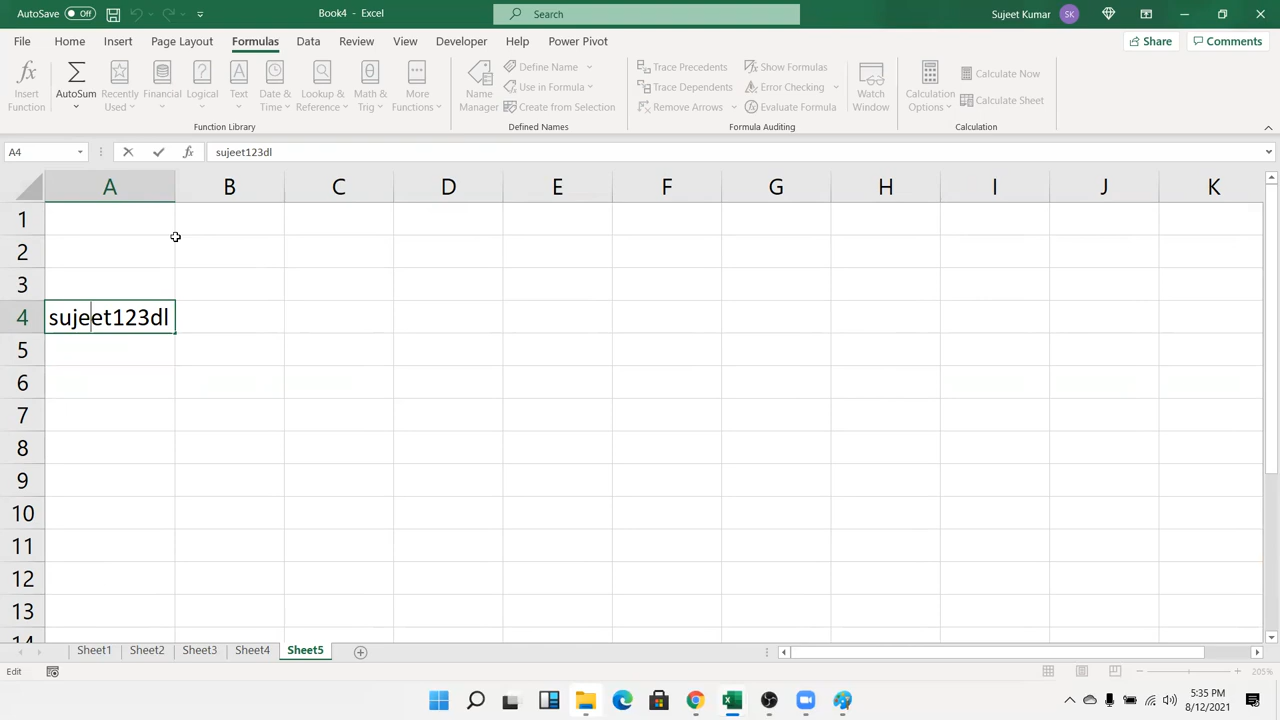 AutoSave Off Book4 - Excel Search Sujeet Kumar SK
File Home Insert Page Layout Formulas Data Review View Developer Help Power Pivot Share Comments
Insert Function AutoSum Recently Used Financial Logical Text Date & Time Lookup & Reference Math & Trig More Functions
Function Library
Name Manager Define Name Use in Formula Create from Selection
Defined Names
Trace Precedents Show Formulas
Trace Dependents Error Checking
Remove Arrows Evaluate Formula
Watch Window
Formula Auditing
Calculation Options Calculate Now Calculate Sheet
Calculation
A4 fx sujeet123dl
A B C D E F G H I J K
1
2
3
4 sujeet123dl
5
6
7
8
9
10
11
12
13
14
Sheet1 Sheet2 Sheet3 Sheet4 Sheet5
Edit 205%
5:35 PM
8/12/2021